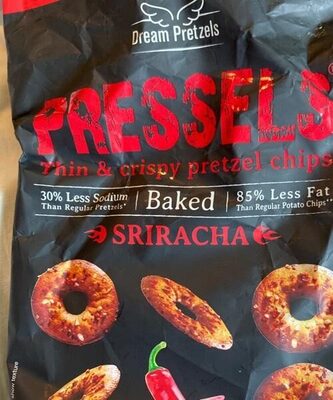 Dream Pretzels
PRESSELS
Thin & crispy pretzel chips
30% Less Sodium
Than Regular Pretzels*
Baked
85% Less Fat
Than Regular Potato Chips**
SRIRACHA
texture